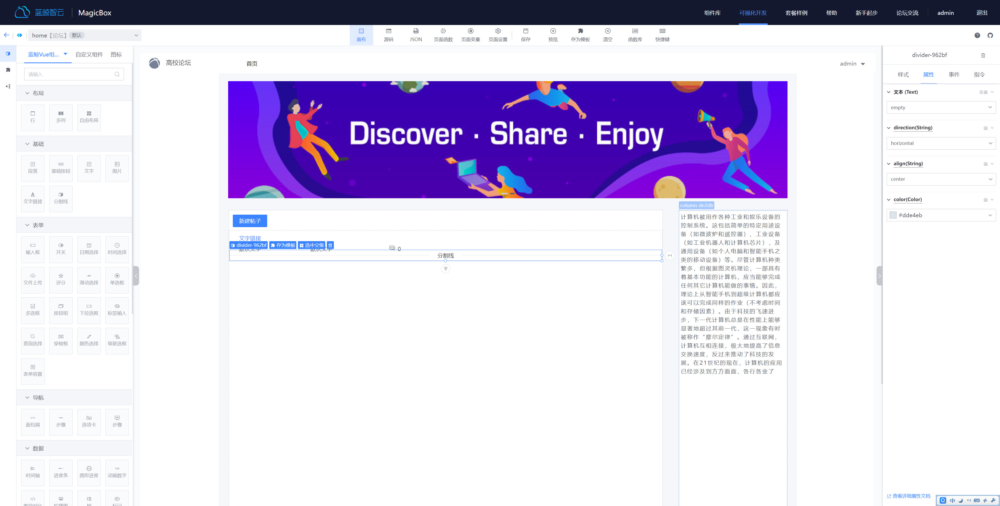 蓝鲸智云 MagicBox 组件库 可视化开发 套餐样例 帮助 新手起步 论坛交流 admin 退出
home【论坛】 默认
画布 源码 JSON 页面函数 页面变量 页面设置 保存 预览 存为模板 清空 函数库 快捷键
蓝鲸Vue组... 自定义组件 图标
请输入
布局
行 多列 自由布局
基础
段落 基础按钮 文字 图片
文字链接 分割线
表单
输入框 开关 日期选择 时间选择
文件上传 评分 滑动选择 单选框
多选框 按钮组 下拉选框 标签输入
查询选择 穿梭框 颜色选择 级联选框
表单容器
导航
面包屑 步骤 选项卡 步骤
数据
时间轴 进度条 圆形进度 动画数字
差异对比 轮播图 树 标记
高校论坛 首页 admin
Discover · Share · Enjoy
新建帖子
文字链接
divider-962bf 存为模板 选中父级
默认文字 默认文字 0
分割线
column-de2db
计算机被用作各种工业和娱乐设备的
控制系统。这包括简单的特定用途设
备（如微波炉和遥控器）、工业设备
（如工业机器人和计算机芯片），及
通用设备（如个人电脑和智能手机之
类的移动设备）等。尽管计算机种类
繁多，但根据图灵机理论，一部具有
着基本功能的计算机，应当能够完成
任何其它计算机能做的事情。因此，
理论上从智能手机到超级计算机都应
该可以完成同样的作业（不考虑时间
和存储因素）。由于科技的飞速进
步，下一代计算机总是在性能上能够
显著地超过其前一代，这一现象有时
被称作“摩尔定律”。通过互联网，
计算机互相连接，极大地提高了信息
交换速度，反过来推动了科技的发
展。在21世纪的现在，计算机的应用
已经涉及到方方面面，各行各业了
divider-962bf
样式 属性 事件 指令
文本 (Text) 变量
empty
direction(String) 值
horizontal
align(String) 值
center
color(Color) 值
#dde4eb
查看详细属性文档
中